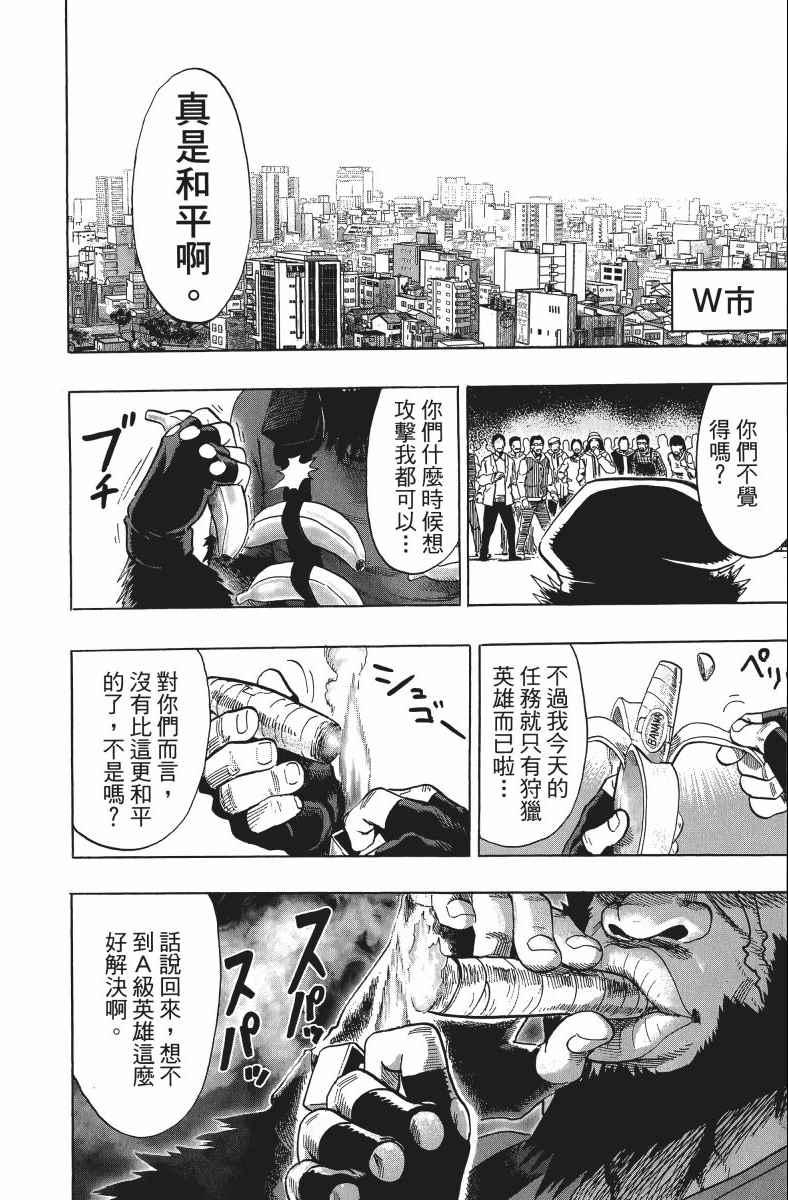 W市
真是和平啊。
你們不覺
得嗎？
你們什麼時候想
攻擊我都可以…
ブチ
ペリ
BANANA
不過我今天的
任務就只有狩獵
英雄而已啦…
シュゴー
對你們而言，
沒有比這更和平
的了，不是嗎？
スパッ
スパッ
話說回來，想不
到A級英雄這麼
好解決啊。